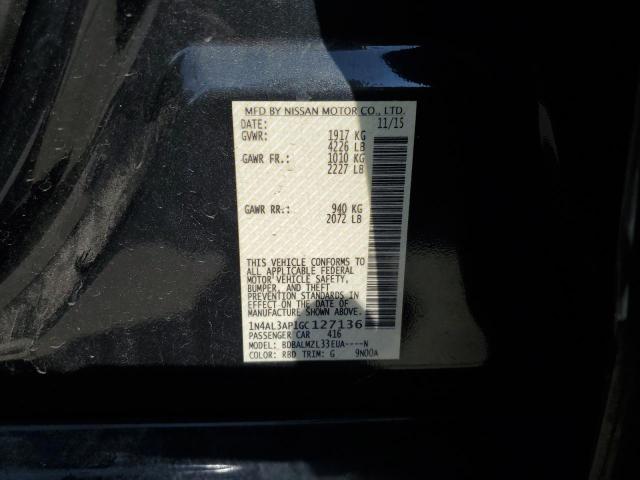 MFD BY NISSAN MOTOR CO., LTD.
DATE: 11/15
GVWR: 1917 KG
4226 LB
GAWR FR.: 1010 KG
2227 LB
GAWR RR.: 940 KG
2072 LB
THIS VEHICLE CONFORMS TO
ALL APPLICABLE FEDERAL
MOTOR VEHICLE SAFETY,
BUMPER, AND THEFT
PREVENTION STANDARDS IN
EFFECT ON THE DATE OF
MANUFACTURE SHOWN ABOVE.
1N4AL3AP1GC127136
PASSENGER CAR 416
MODEL: BDBALMZL33EUA----N
COLOR: RBD TRIM: G 9N00A